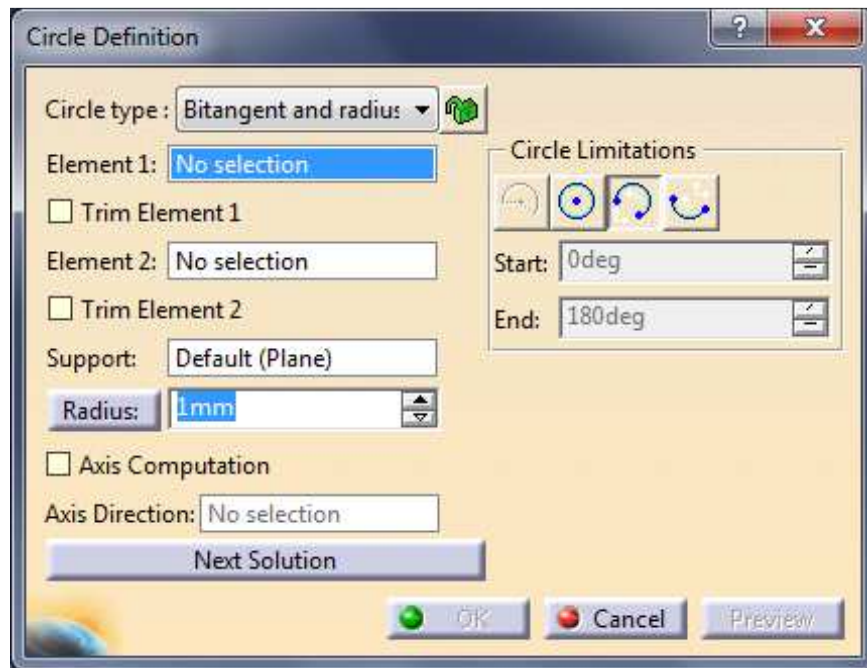 Circle Definition
?
Circle type : Bitangent and radius
Element 1: No selection
Trim Element 1
Element 2: No selection
Trim Element 2
Support: Default (Plane)
Radius: 1mm
Axis Computation
Axis Direction: No selection
Next Solution
Circle Limitations
Start: 0deg
End: 180deg
OK Cancel Preview